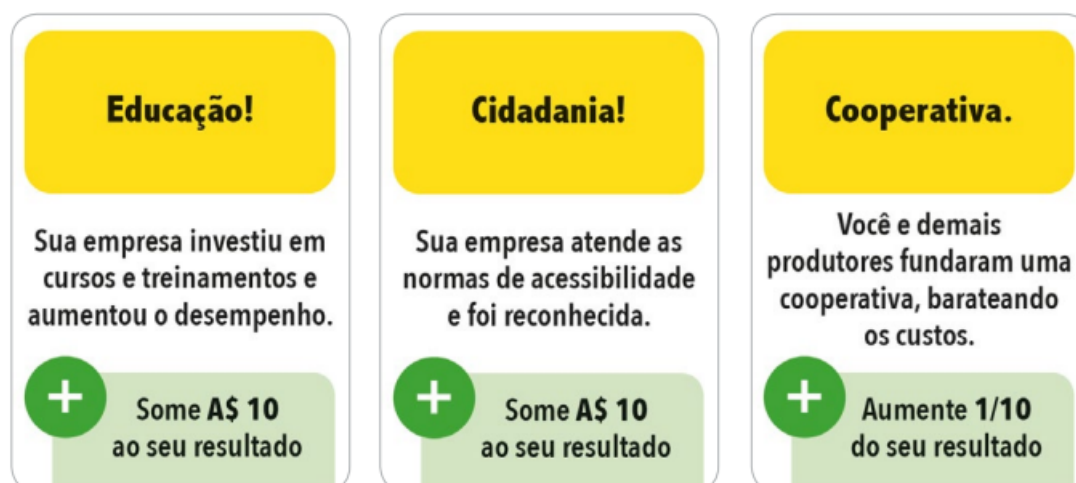 Educação!
Sua empresa investiu em
cursos e treinamentos e
aumentou o desempenho.
+
Some A$ 10
ao seu resultado
Cidadania!
Sua empresa atende as
normas de acessibilidade
e foi reconhecida.
+
Some A$ 10
ao seu resultado
Cooperativa.
Você e demais
produtores fundaram uma
cooperativa, barateando
os custos.
+
Aumente 1/10
do seu resultado